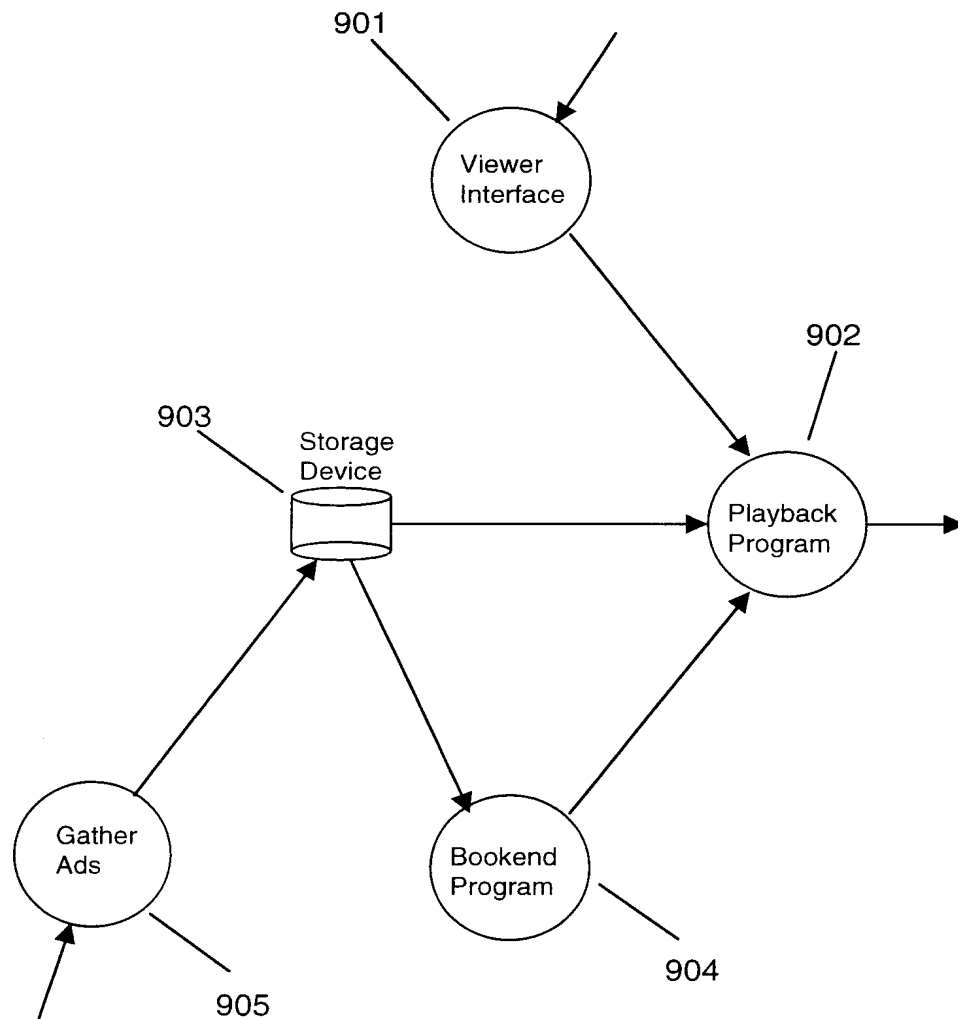 901
Viewer
Interface
902
903
Storage
Device
Playback
Program
Gather
Ads
Bookend
Program
904
905